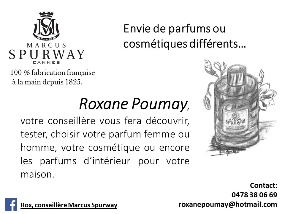 Envie de parfums ou
cosmétiques différents...
MARCUS
SPURWAY
CANNES
100 % fabrication française
à la main depuis 1825.
Roxane Poumay,
votre conseillère vous fera découvrir,
tester, choisir votre parfum femme ou
homme, votre cosmétique ou encore
les parfums d'intérieur pour votre
maison.
Contact:
0478 38 06 69
roxanepoumay@hotmail.com
Rox, conseillère Marcus Spurway